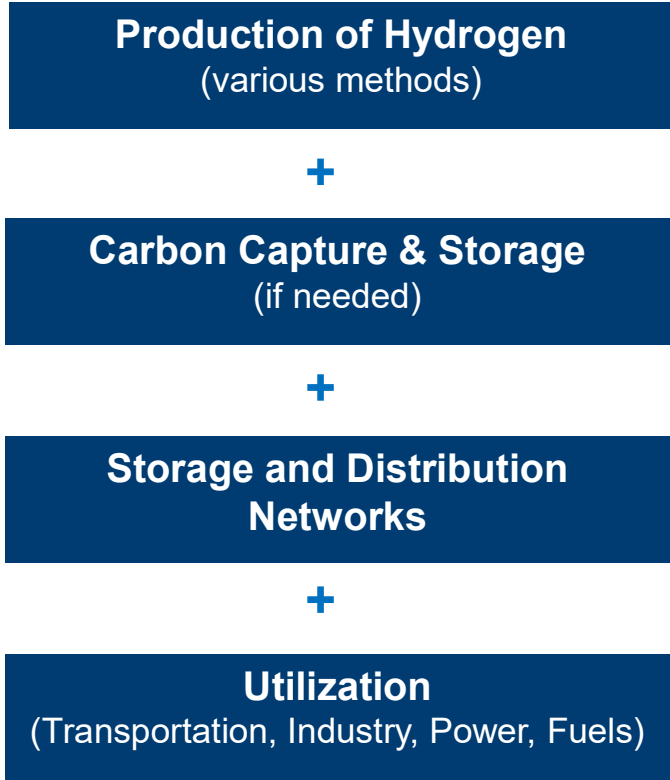 Production of Hydrogen
(various methods)
+
Carbon Capture & Storage
(if needed)
+
Storage and Distribution
Networks
+
Utilization
(Transportation, Industry, Power, Fuels)